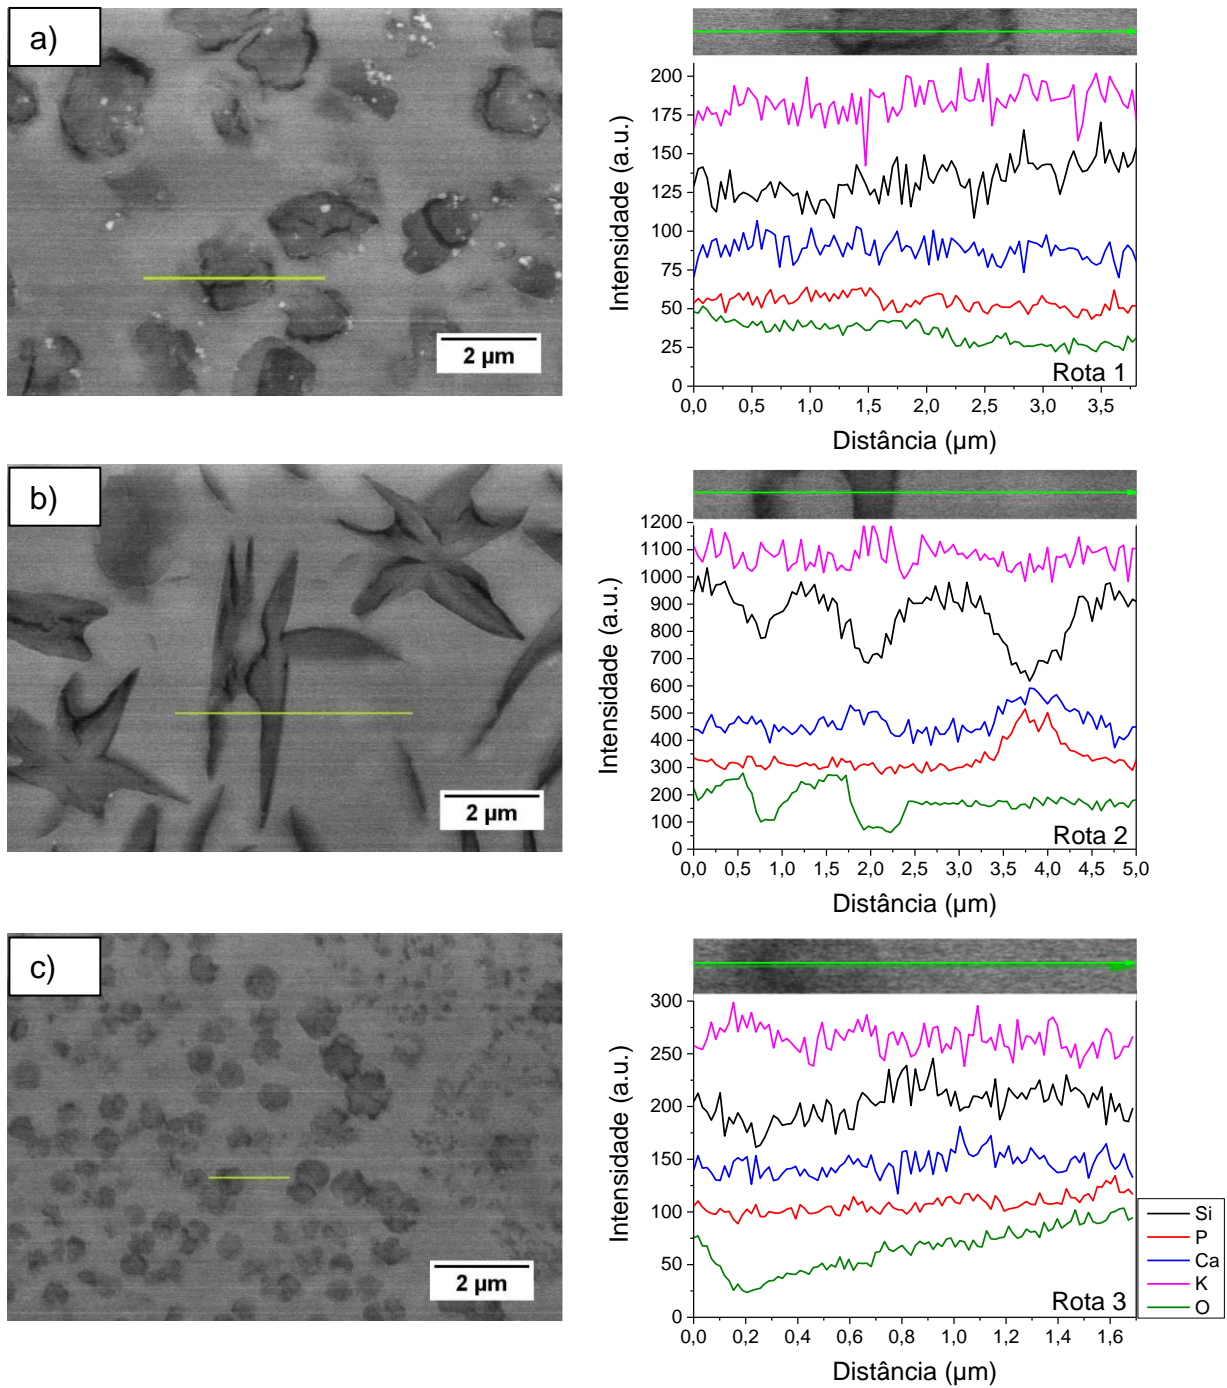 a)
2 µm
200
175
150
125
100
75
50
25
0
Intensidade (a.u.)
Rota 1
0,0 0,5 1,0 1,5 2,0 2,5 3,0 3,5
Distância (µm)
b)
2 µm
1200
1100
1000
900
800
700
600
500
400
300
200
100
0
Intensidade (a.u.)
Rota 2
0,0 0,5 1,0 1,5 2,0 2,5 3,0 3,5 4,0 4,5 5,0
Distância (µm)
c)
2 µm
300
250
200
150
100
50
0
Intensidade (a.u.)
Rota 3
0,0 0,2 0,4 0,6 0,8 1,0 1,2 1,4 1,6
Distância (µm)
Si
P
Ca
K
O